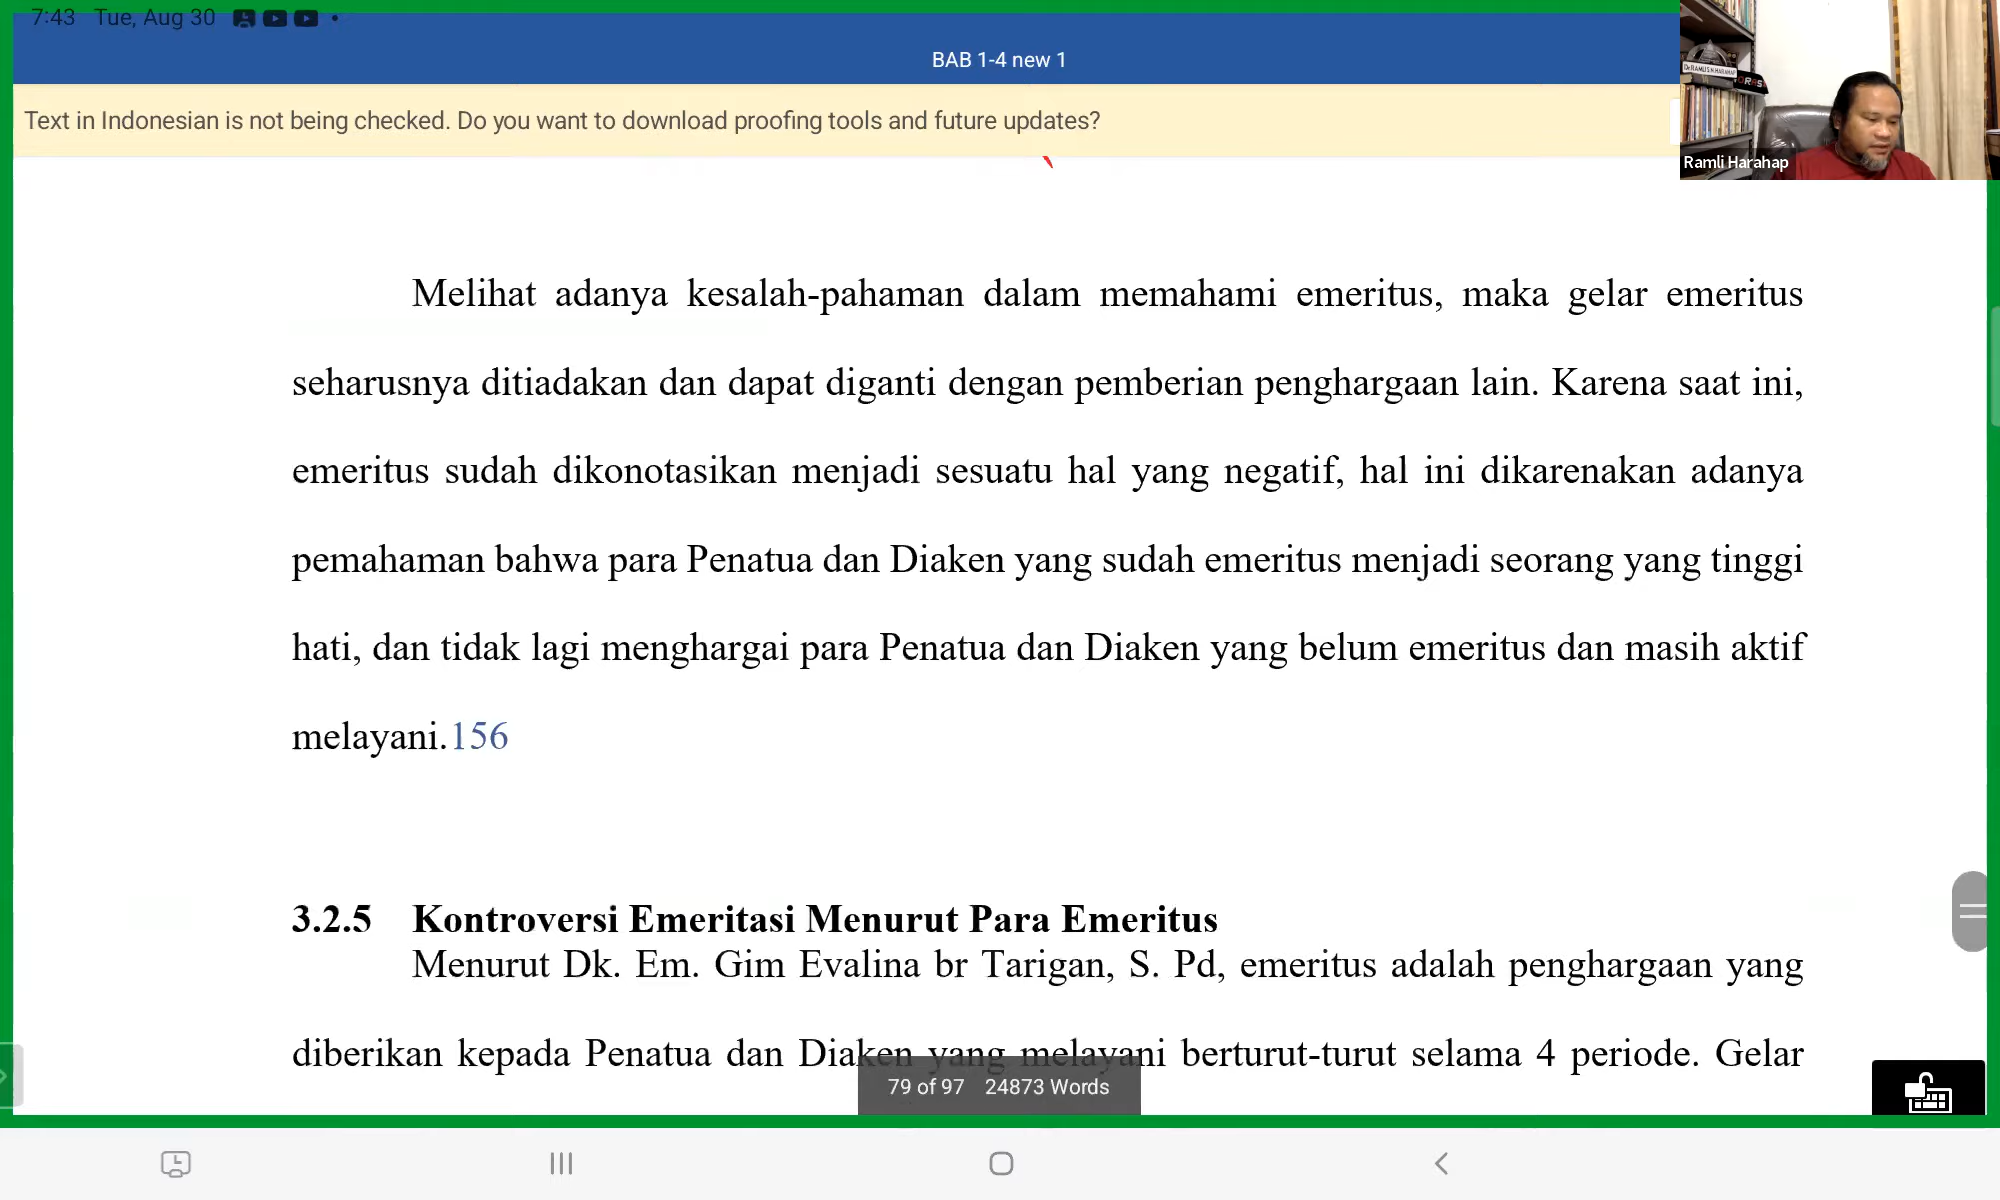 7:43 Tue, Aug 30
BAB 1-4 new 1
Text in Indonesian is not being checked. Do you want to download proofing tools and future updates?
Dr.RAMLI S.N. HARAHAP
Ramli Harahap
Melihat adanya kesalah-pahaman dalam memahami emeritus, maka gelar emeritus
seharusnya ditiadakan dan dapat diganti dengan pemberian penghargaan lain. Karena saat ini,
emeritus sudah dikonotasikan menjadi sesuatu hal yang negatif, hal ini dikarenakan adanya
pemahaman bahwa para Penatua dan Diaken yang sudah emeritus menjadi seorang yang tinggi
hati, dan tidak lagi menghargai para Penatua dan Diaken yang belum emeritus dan masih aktif
melayani.156
3.2.5 Kontroversi Emeritasi Menurut Para Emeritus
Menurut Dk. Em. Gim Evalina br Tarigan, S. Pd, emeritus adalah penghargaan yang
diberikan kepada Penatua dan Diaken yang melayani berturut-turut selama 4 periode. Gelar
79 of 97 24873 Words